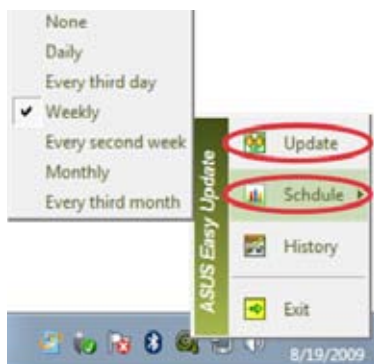 None
Daily
Every third day
Weekly
Every second week
Monthly
Every third month
ASUS Easy Update
Update
Schdule
History
Exit
8/19/2009